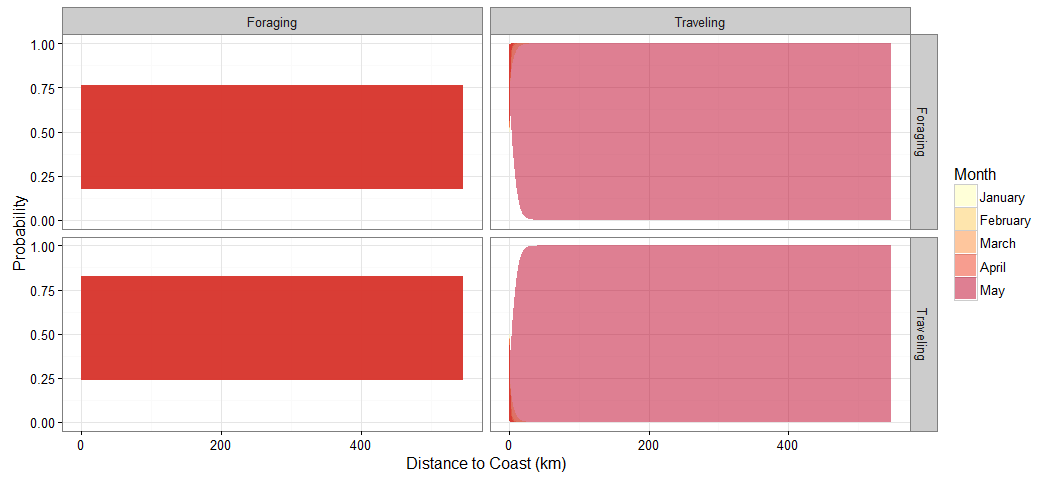 Foraging
Traveling
1.00
0.75
0.50
0.25
0.00
Foraging
1.00
0.75
0.50
0.25
0.00
Traveling
Probability
0
200
400
0
200
400
Distance to Coast (km)
Month
January
February
March
April
May